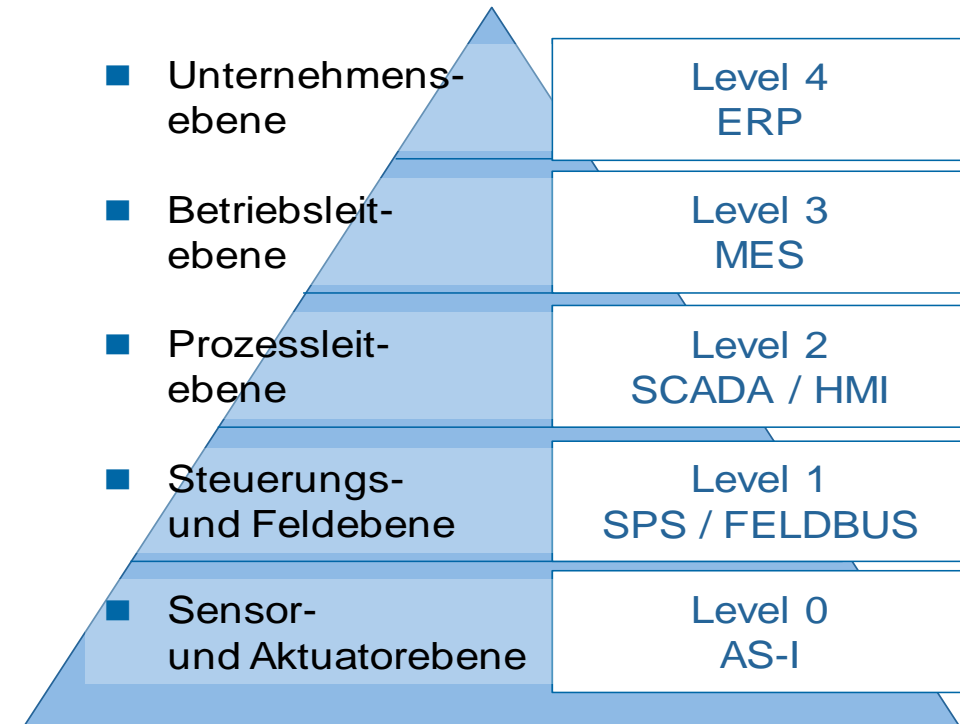 Unternehmens-
ebene
Level 4
ERP
Betriebsleit-
ebene
Level 3
MES
Prozessleit-
ebene
Level 2
SCADA / HMI
Steuerungs-
und Feldebene
Level 1
SPS / FELDBUS
Sensor-
und Aktuatorebene
Level 0
AS-I